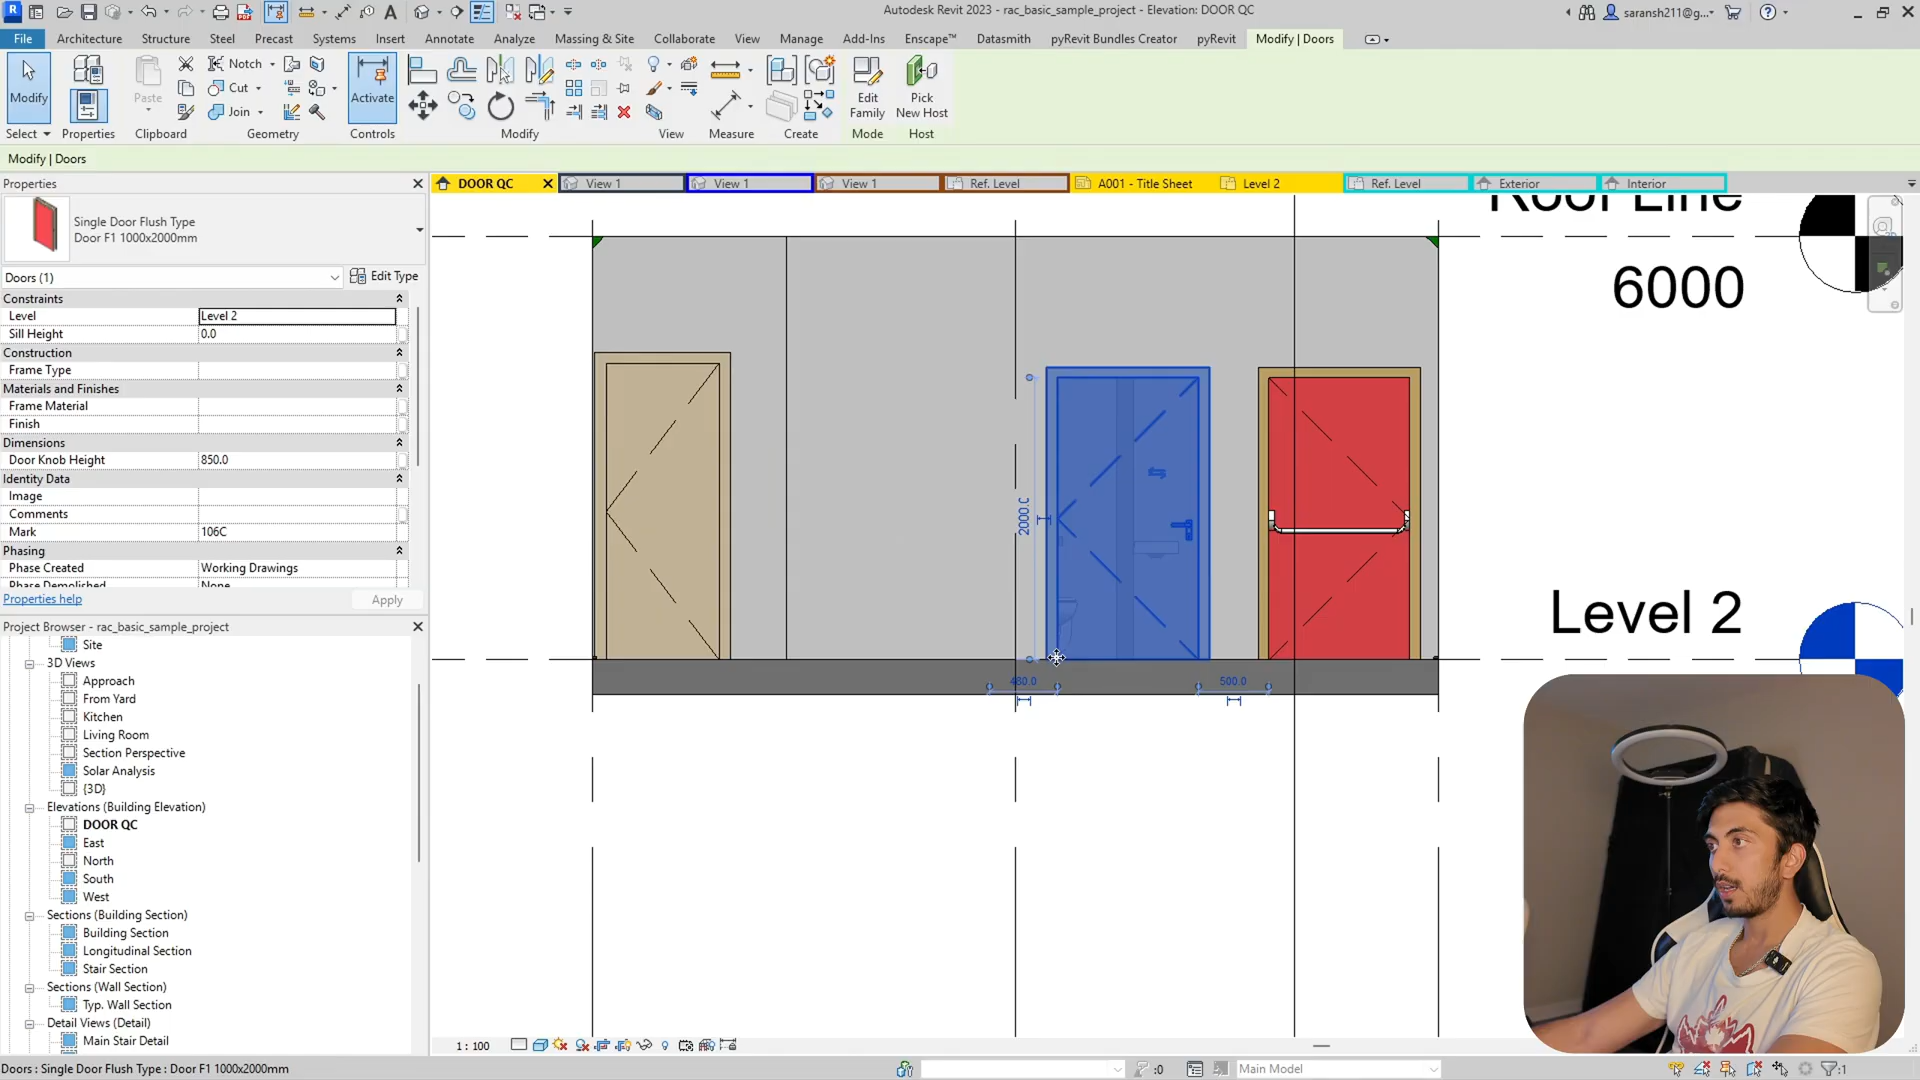 Autodesk Revit 2023 - rac_basic_sample_project - Elevation: DOOR QC
saransh211@g...
File Architecture Structure Steel Precast Systems Insert Annotate Analyze Massing & Site Collaborate View Manage Add-Ins Enscape™ Datasmith pyRevit Bundles Creator pyRevit Modify | Doors
Modify Paste Notch Cut Join Activate Edit Family Pick New Host
Select Properties Clipboard Geometry Controls Modify View Measure Create Mode Host
Modify | Doors
Properties
DOOR QC View 1 View 1 View 1 Ref. Level A001 - Title Sheet Level 2 Ref. Level Exterior Interior
Single Door Flush Type
Door F1 1000x2000mm
Doors (1) Edit Type
Constraints
Level Level 2
Sill Height 0.0
Construction
Frame Type
Materials and Finishes
Frame Material
Finish
Dimensions
Door Knob Height 850.0
Identity Data
Image
Comments
Mark 106C
Phasing
Phase Created Working Drawings
Phase Demolished None
Properties help Apply
Project Browser - rac_basic_sample_project
Site
3D Views
Approach
From Yard
Kitchen
Living Room
Section Perspective
Solar Analysis
{3D}
Elevations (Building Elevation)
DOOR QC
East
North
South
West
Sections (Building Section)
Building Section
Longitudinal Section
Stair Section
Sections (Wall Section)
Typ. Wall Section
Detail Views (Detail)
Main Stair Detail
Roof Line
6000
Level 2
2000.0
480.0 500.0
1 : 100
Doors : Single Door Flush Type : Door F1 1000x2000mm
:0 Main Model :1